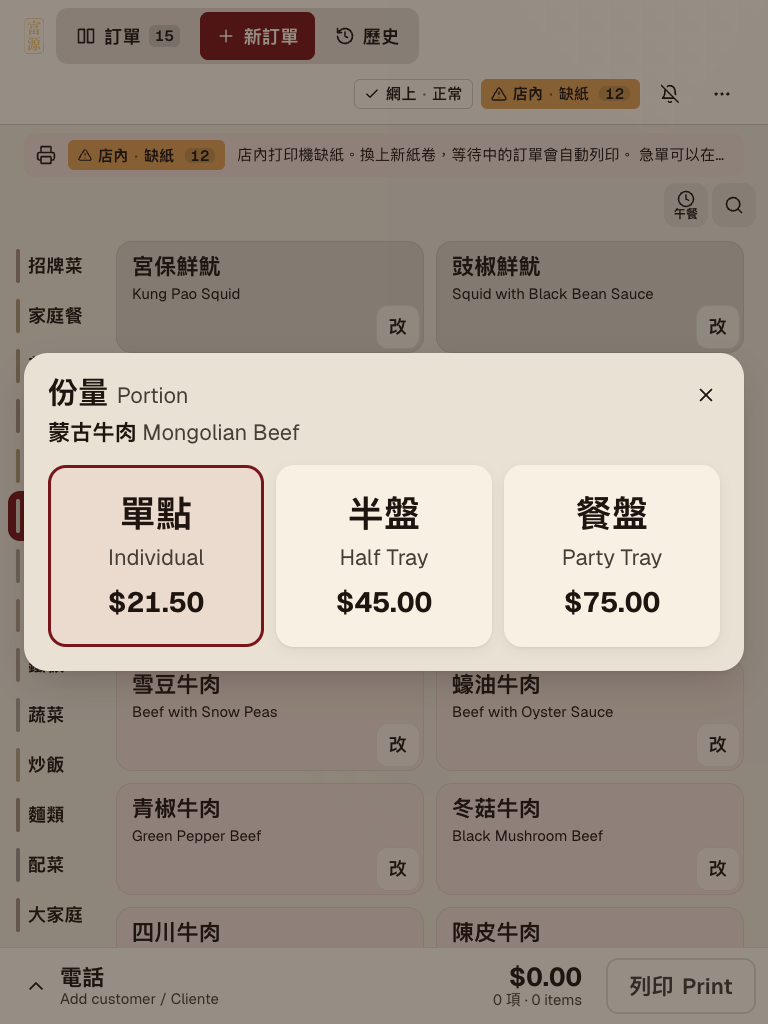 富源
訂單 15
新訂單
歷史
網上 · 正常
店內 · 缺紙 12
店內 · 缺紙 12
店內打印機缺紙。換上新紙卷，等待中的訂單會自動列印。 急單可以在…
午餐
招牌菜
宮保鮮魷
Kung Pao Squid
改
豉椒鮮魷
Squid with Black Bean Sauce
改
家庭餐
份量 Portion
蒙古牛肉 Mongolian Beef
單點
Individual
$21.50
半盤
Half Tray
$45.00
餐盤
Party Tray
$75.00
雪豆牛肉
Beef with Snow Peas
改
蠔油牛肉
Beef with Oyster Sauce
改
蔬菜
炒飯
麵類
配菜
大家庭
青椒牛肉
Green Pepper Beef
改
冬菇牛肉
Black Mushroom Beef
改
四川牛肉
陳皮牛肉
電話
Add customer / Cliente
$0.00
0 項 · 0 items
列印 Print